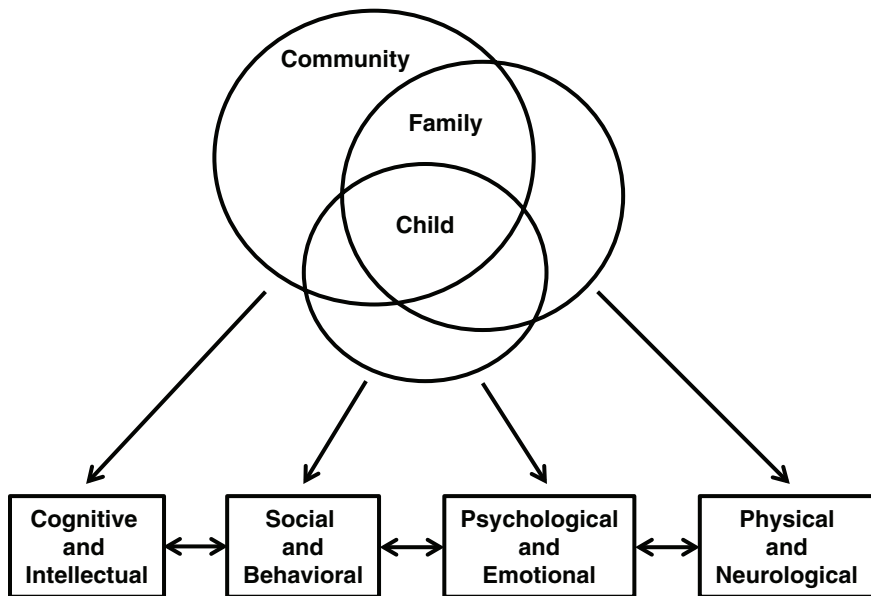 Community
Family
Child
Cognitive
and
Intellectual
Social
and
Behavioral
Psychological
and
Emotional
Physical
and
Neurological